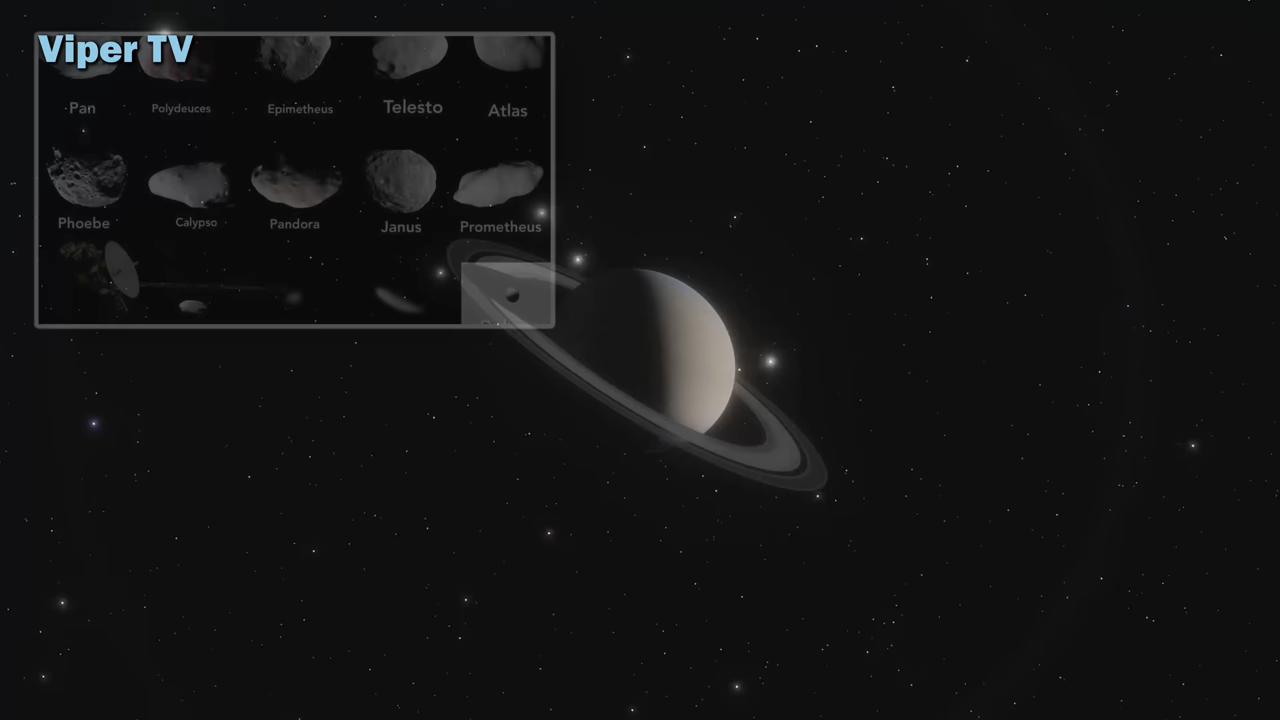 Viper TV
Pan Polydeuces Epimetheus Telesto Atlas
Phoebe Calypso Pandora Janus Prometheus